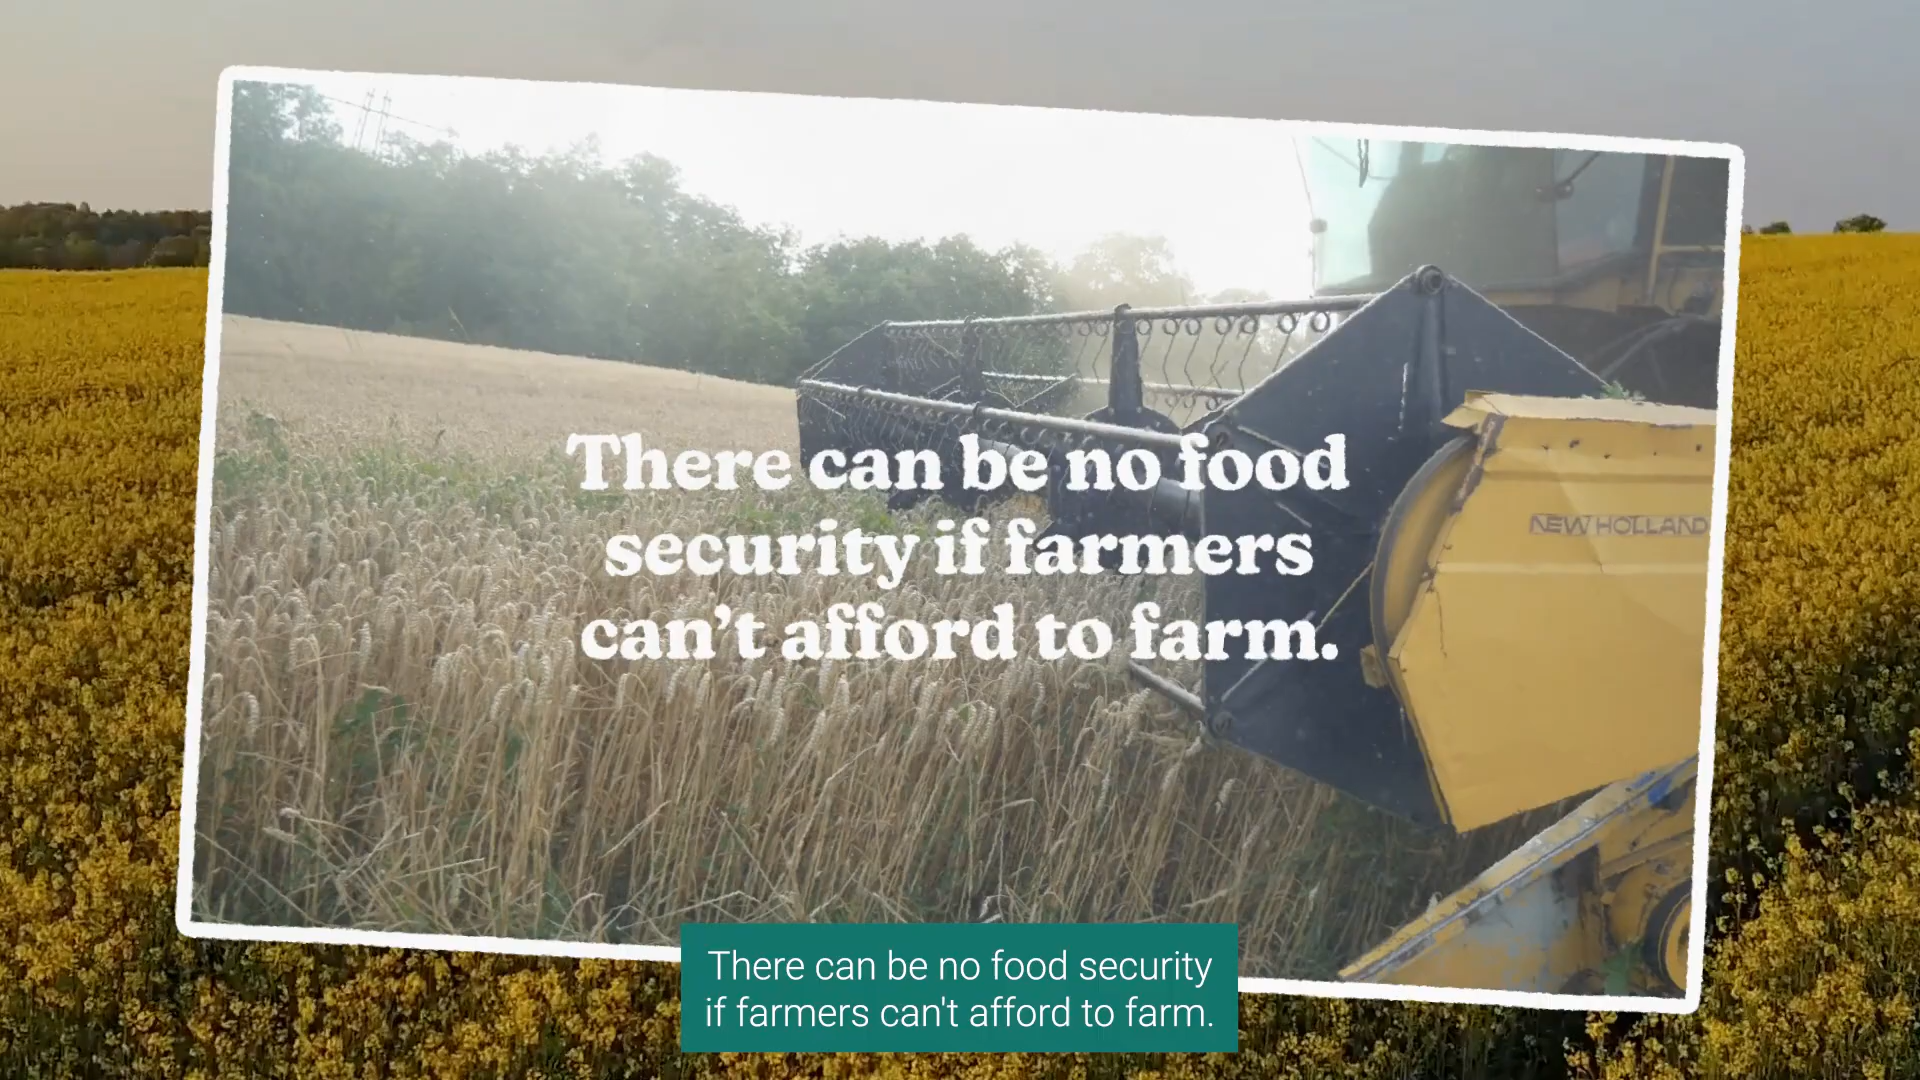 There can be no food
security if farmers
can’t afford to farm.
NEW HOLLAND
There can be no food security
if farmers can't afford to farm.